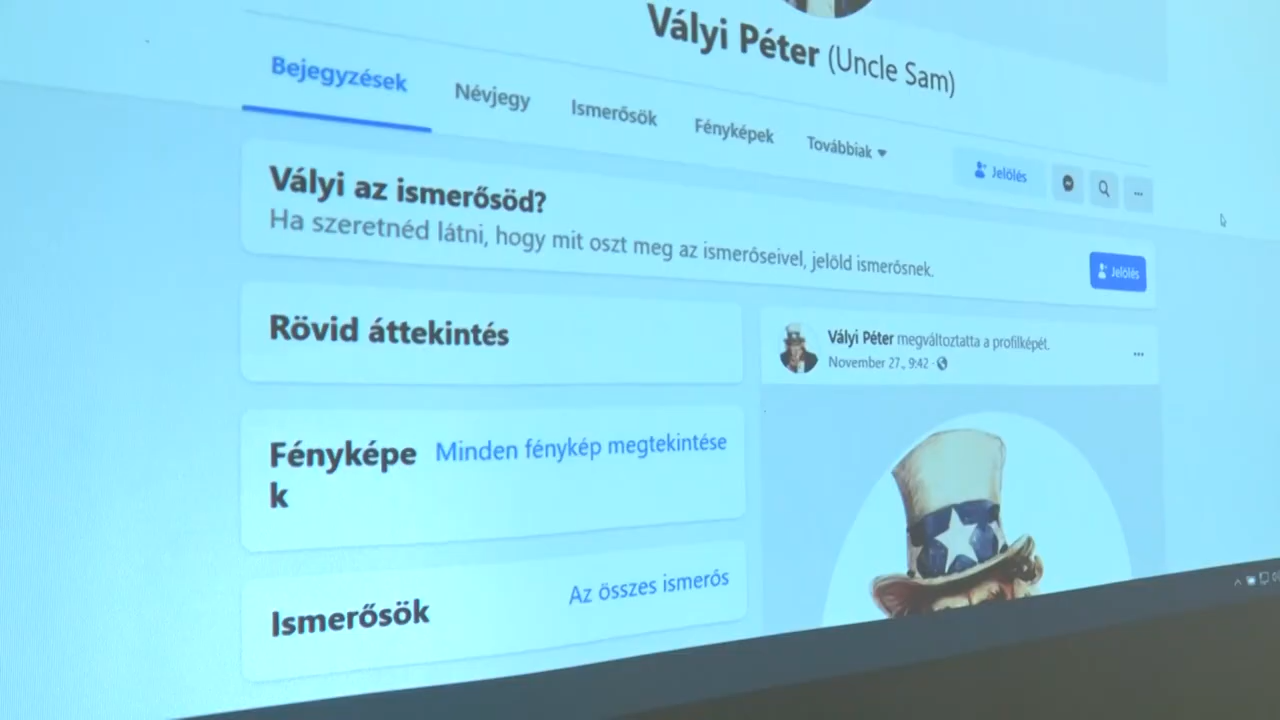 Vályi Péter (Uncle Sam)
Bejegyzések Névjegy Ismerősök Fényképek Továbbiak
Jelölés
Vályi az ismerősöd?
Ha szeretnéd látni, hogy mit oszt meg az ismerőseivel, jelöld ismerősnek.
Jelölés
Rövid áttekintés
Fényképe
k
Minden fénykép megtekintése
Ismerősök
Az összes ismerős
Vályi Péter megváltoztatta a profilképét.
November 27., 9:42 ·